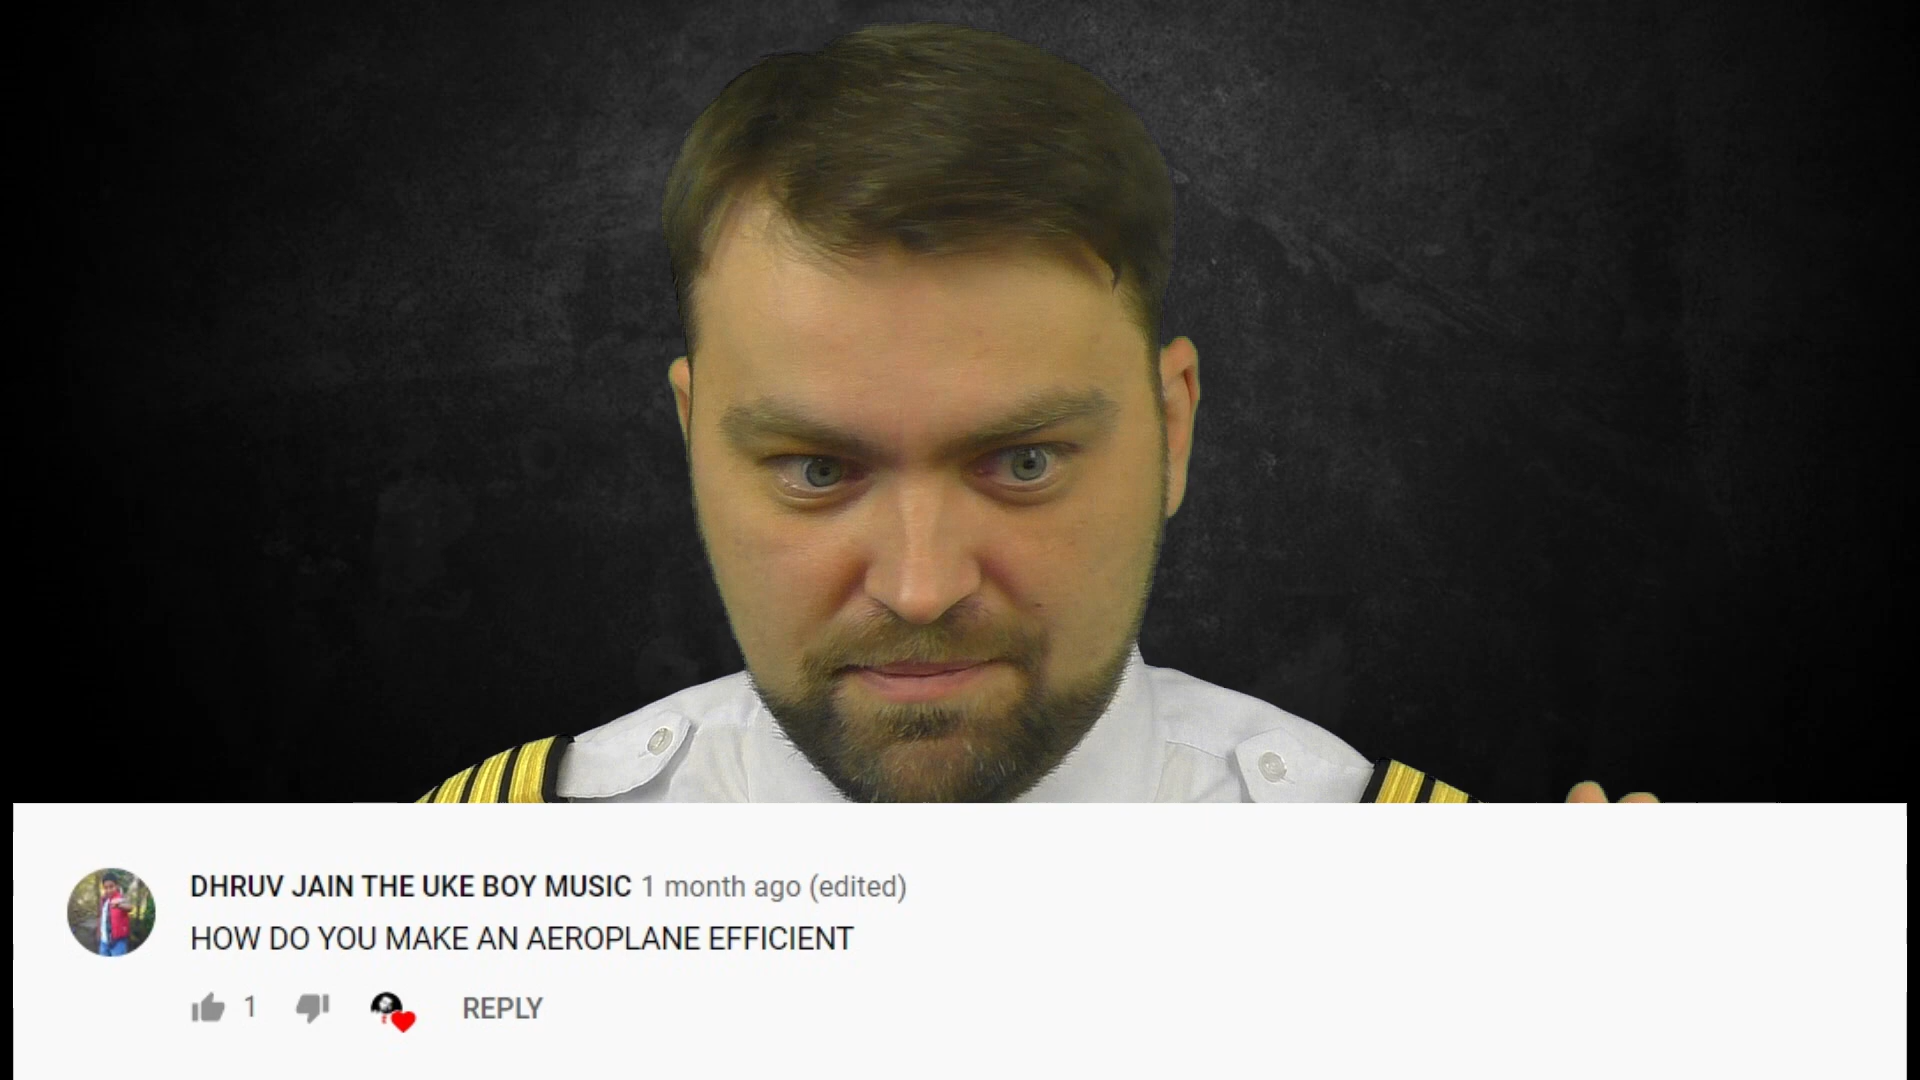 DHRUV JAIN THE UKE BOY MUSIC 1 month ago (edited)
HOW DO YOU MAKE AN AEROPLANE EFFICIENT
1 REPLY